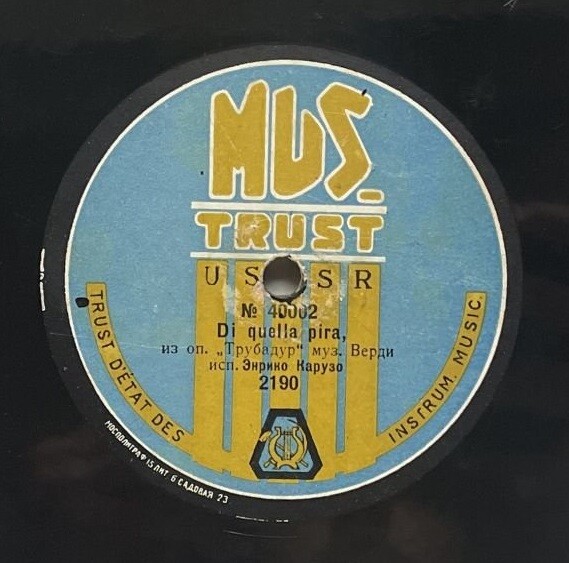 MUS.
TRUST
USSR
№ 40002
Di quella pira,
из оп. „Трубадур" муз. Верди
исп. Энрико Карузо
2190
TRUST D'ÉTAT DES INSTRUM. MUSIC.
МОСПОЛИГРАФ 15 ЛИТ 6 САДОВАЯ 23